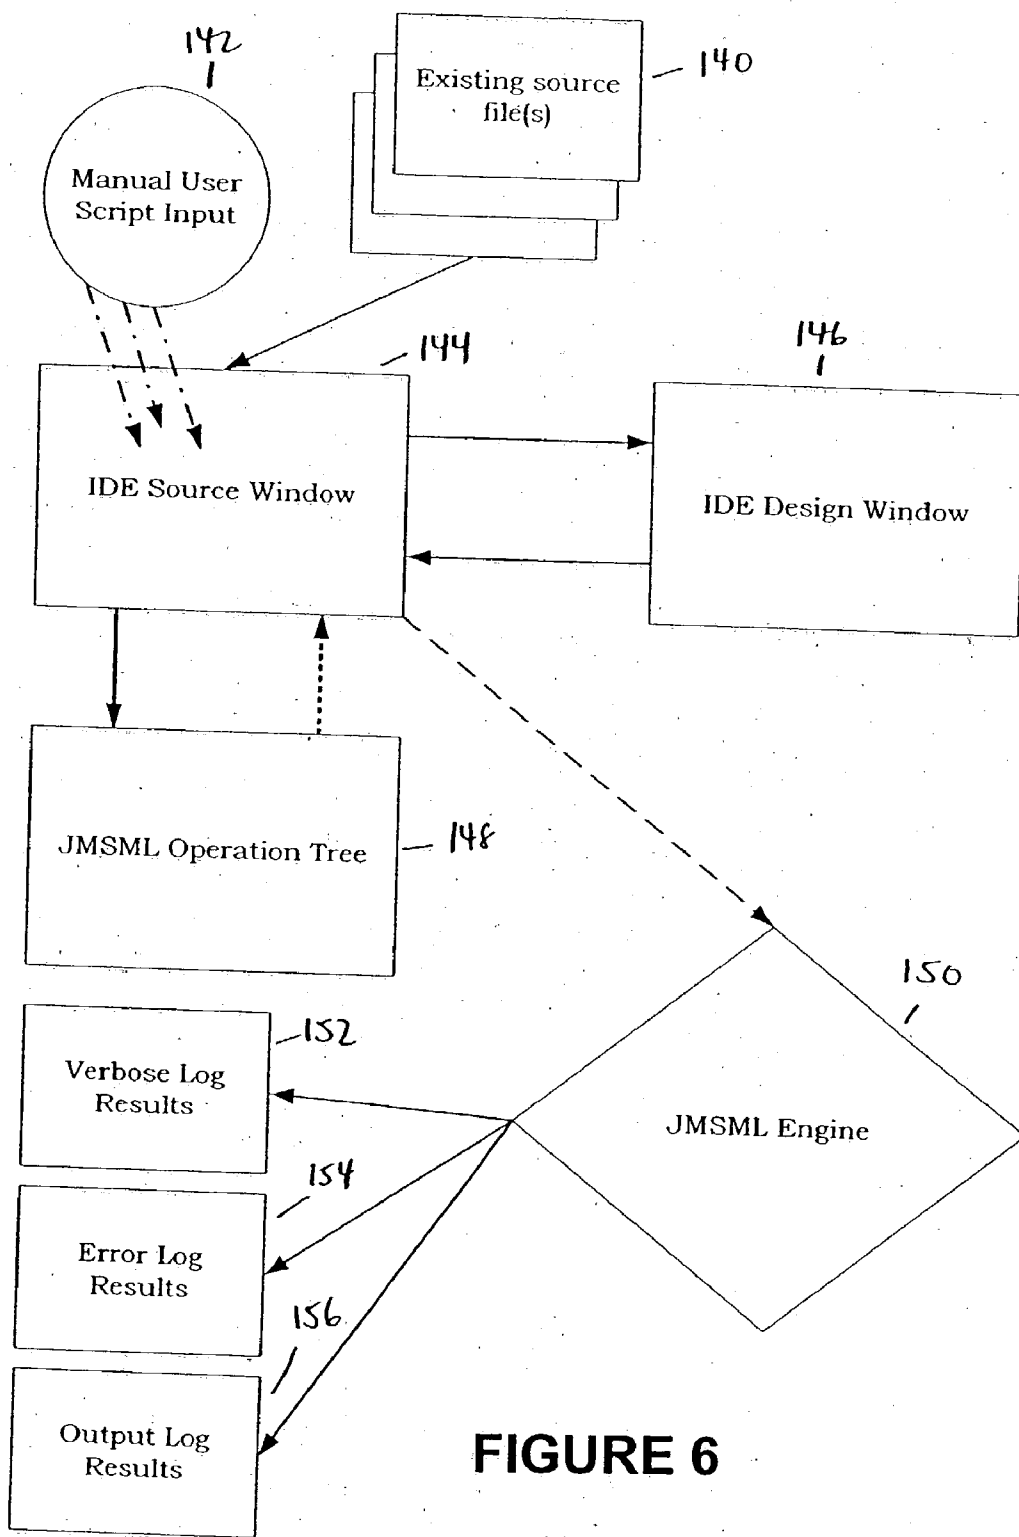 142
140
Existing source
file(s)
Manual User
Script Input
144
146
IDE Source Window
IDE Design Window
JMSML Operation Tree
148
150
152
Verbose Log
Results
JMSML Engine
154
Error Log
Results
156
Output Log
Results
FIGURE 6